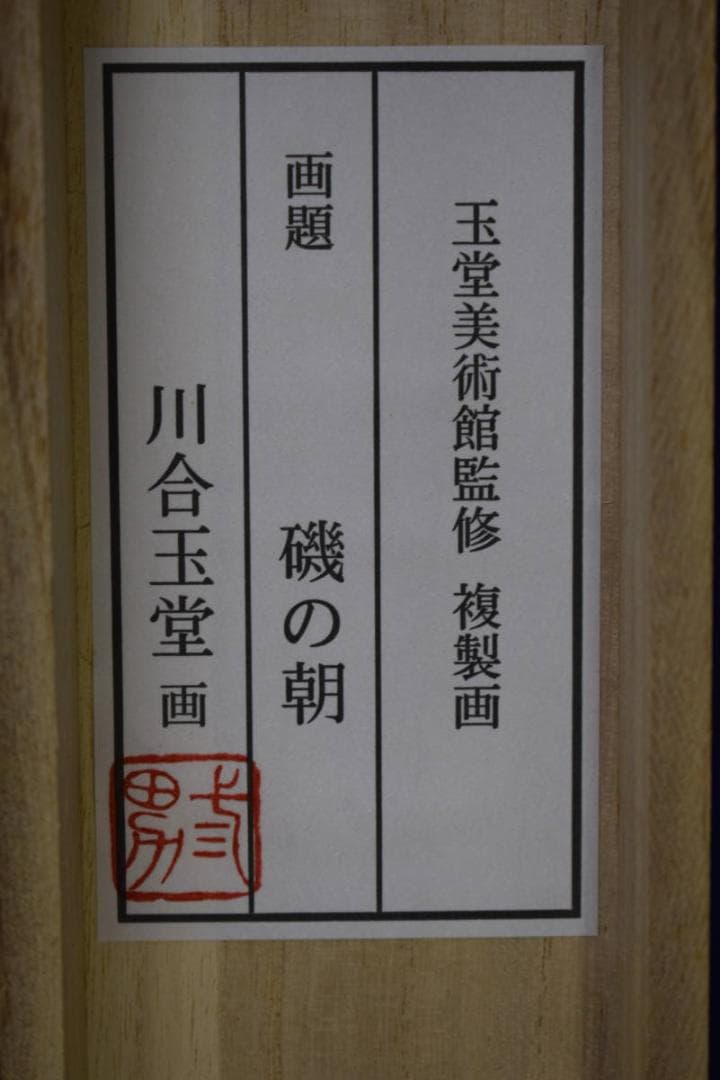 玉堂美術館監修 複製画
画題 磯の朝
川合玉堂 画